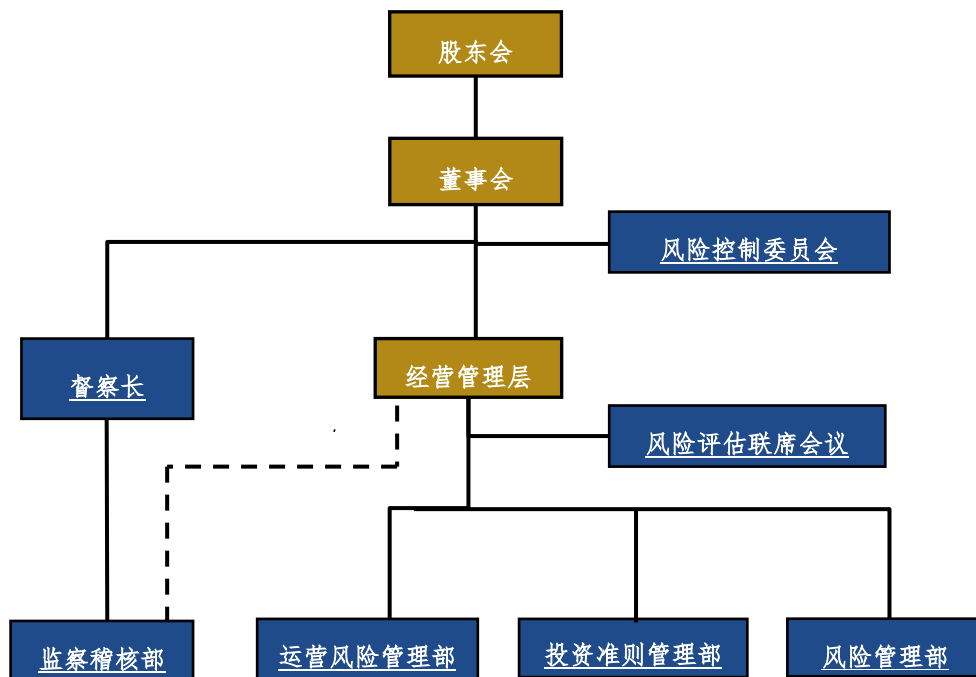 股东会
董事会
风险控制委员会
督察长
经营管理层
风险评估联席会议
监察稽核部
运营风险管理部
投资准则管理部
风险管理部